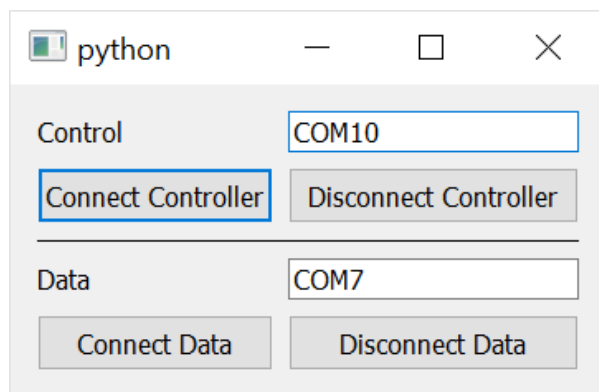 python
Control COM10
Connect Controller Disconnect Controller
Data COM7
Connect Data Disconnect Data